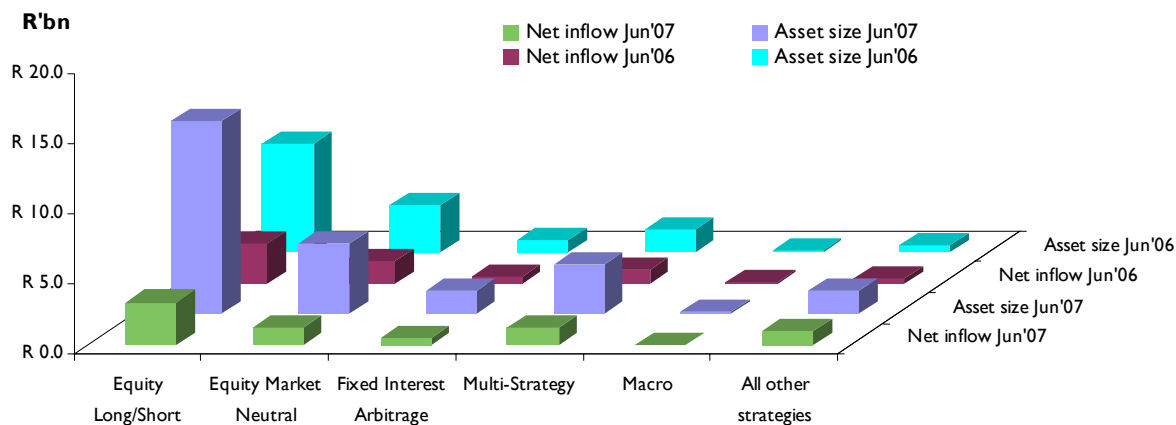 R'bn
Net inflow Jun'07 Asset size Jun'07
Net inflow Jun'06 Asset size Jun'06
R 20.0
R 15.0
R 10.0
R 5.0
R 0.0
Asset size Jun'06
Net inflow Jun'06
Asset size Jun'07
Net inflow Jun'07
Equity Equity Market Fixed Interest Multi-Strategy Macro All other
Long/Short Neutral Arbitrage strategies